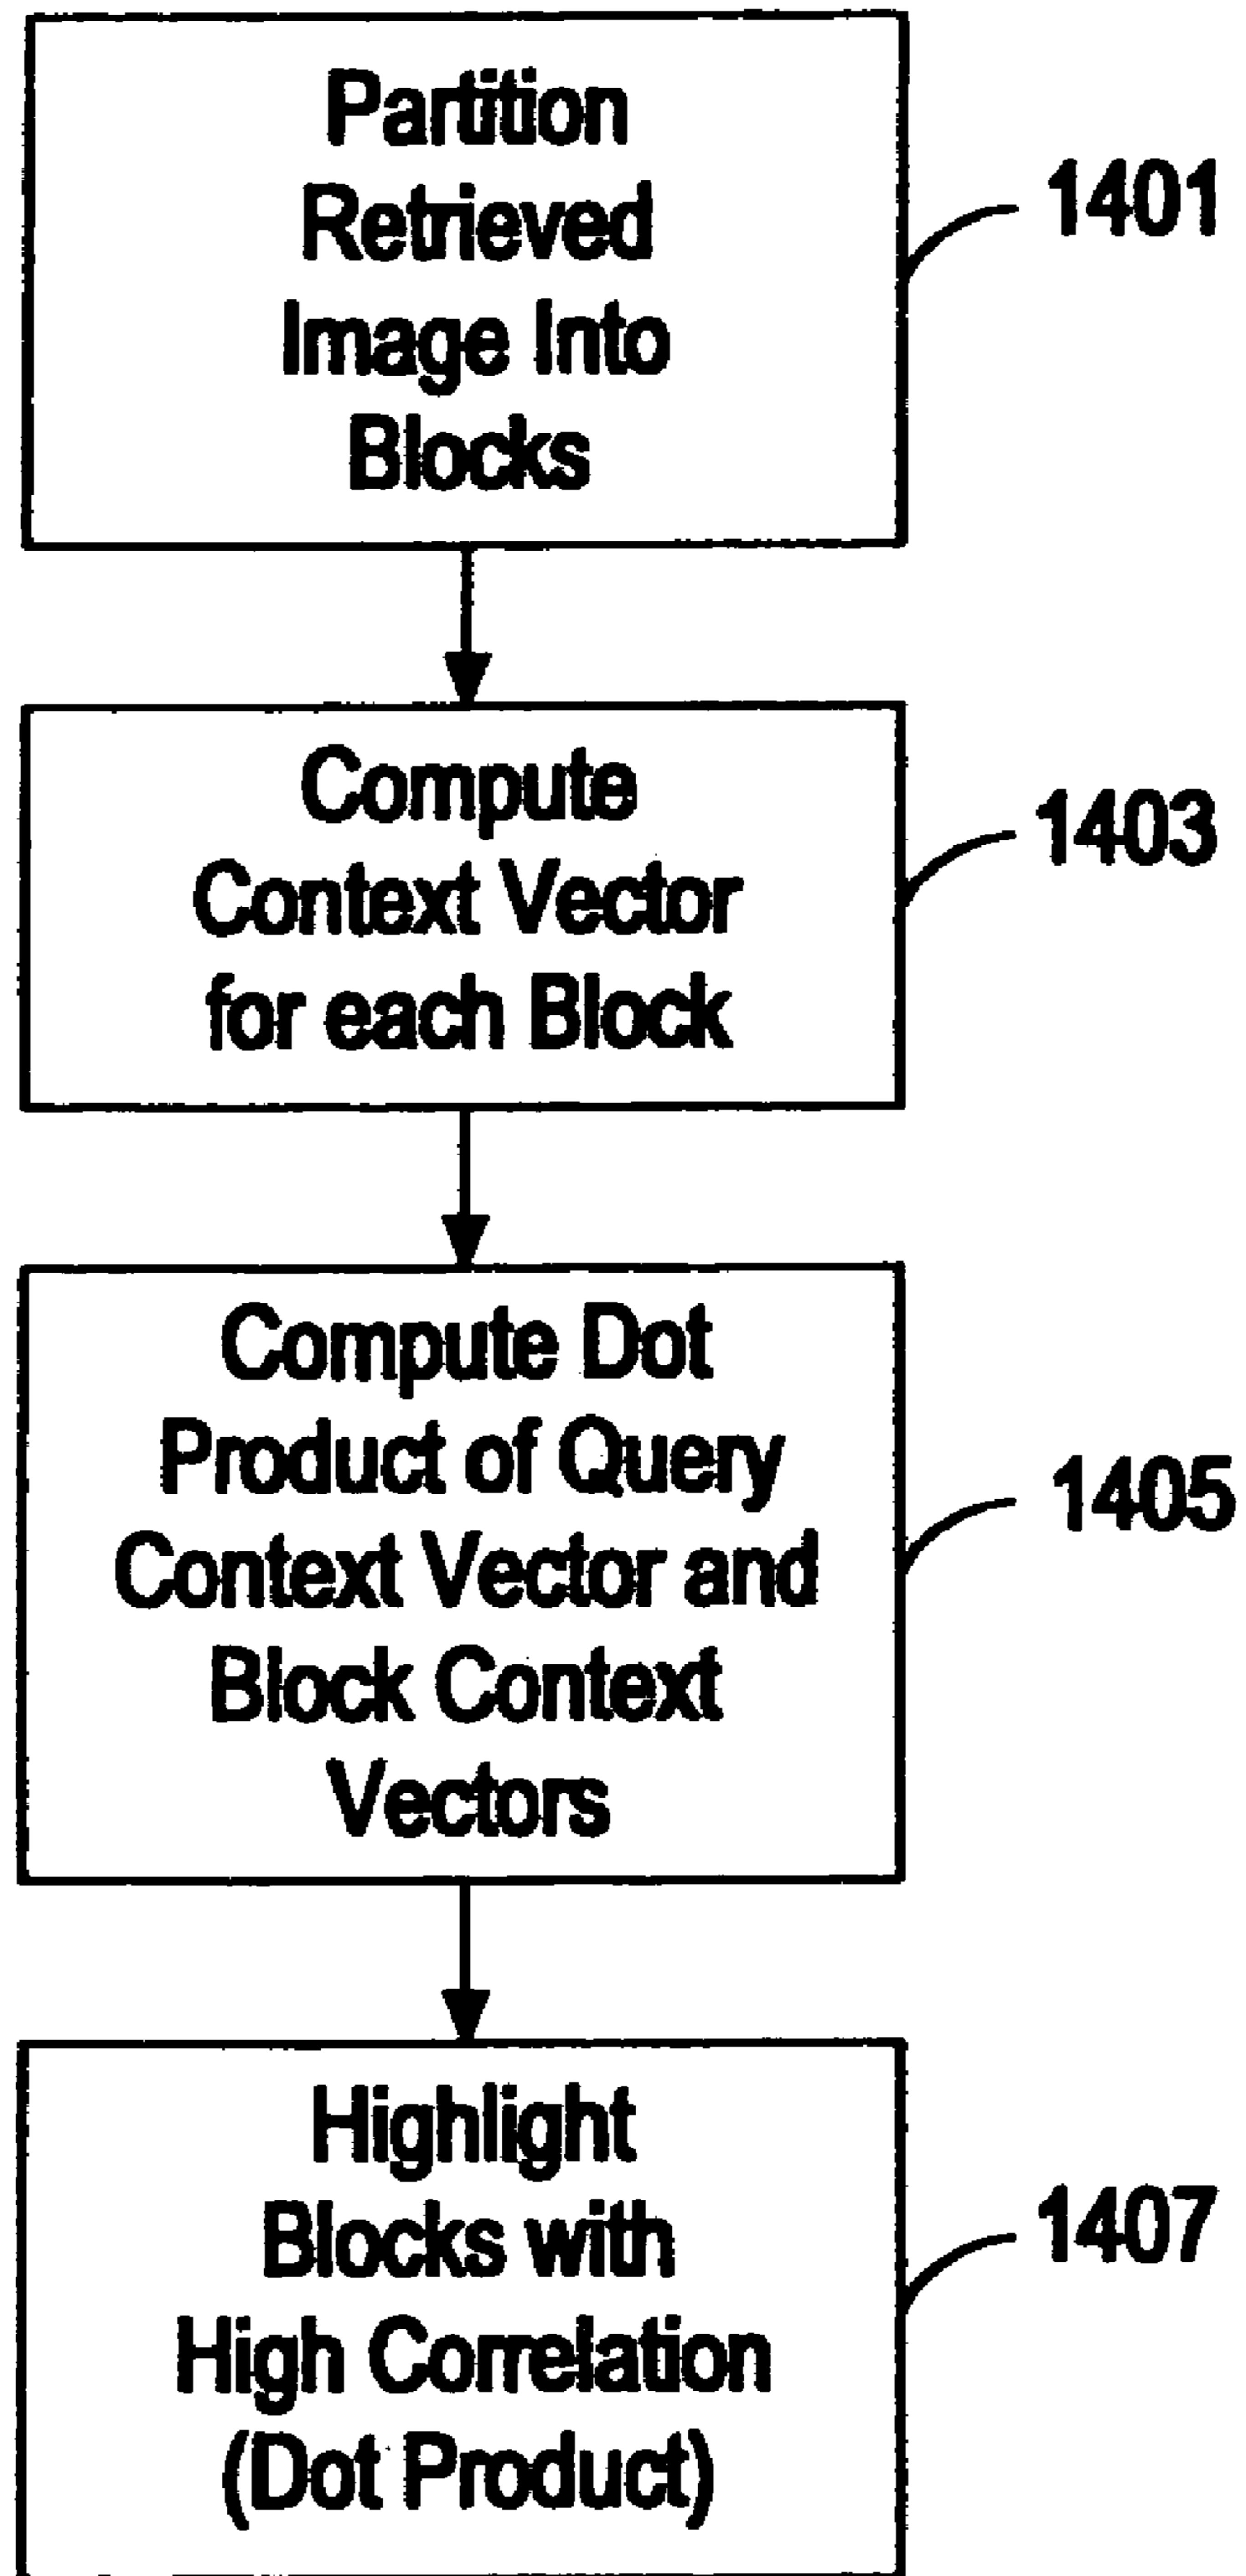 Partition
Retrieved
Image Into
Blocks
1401
Compute
Context Vector
for each Block
1403
Compute Dot
Product of Query
Context Vector and
Block Context
Vectors
1405
Highlight
Blocks with
High Correlation
(Dot Product)
1407